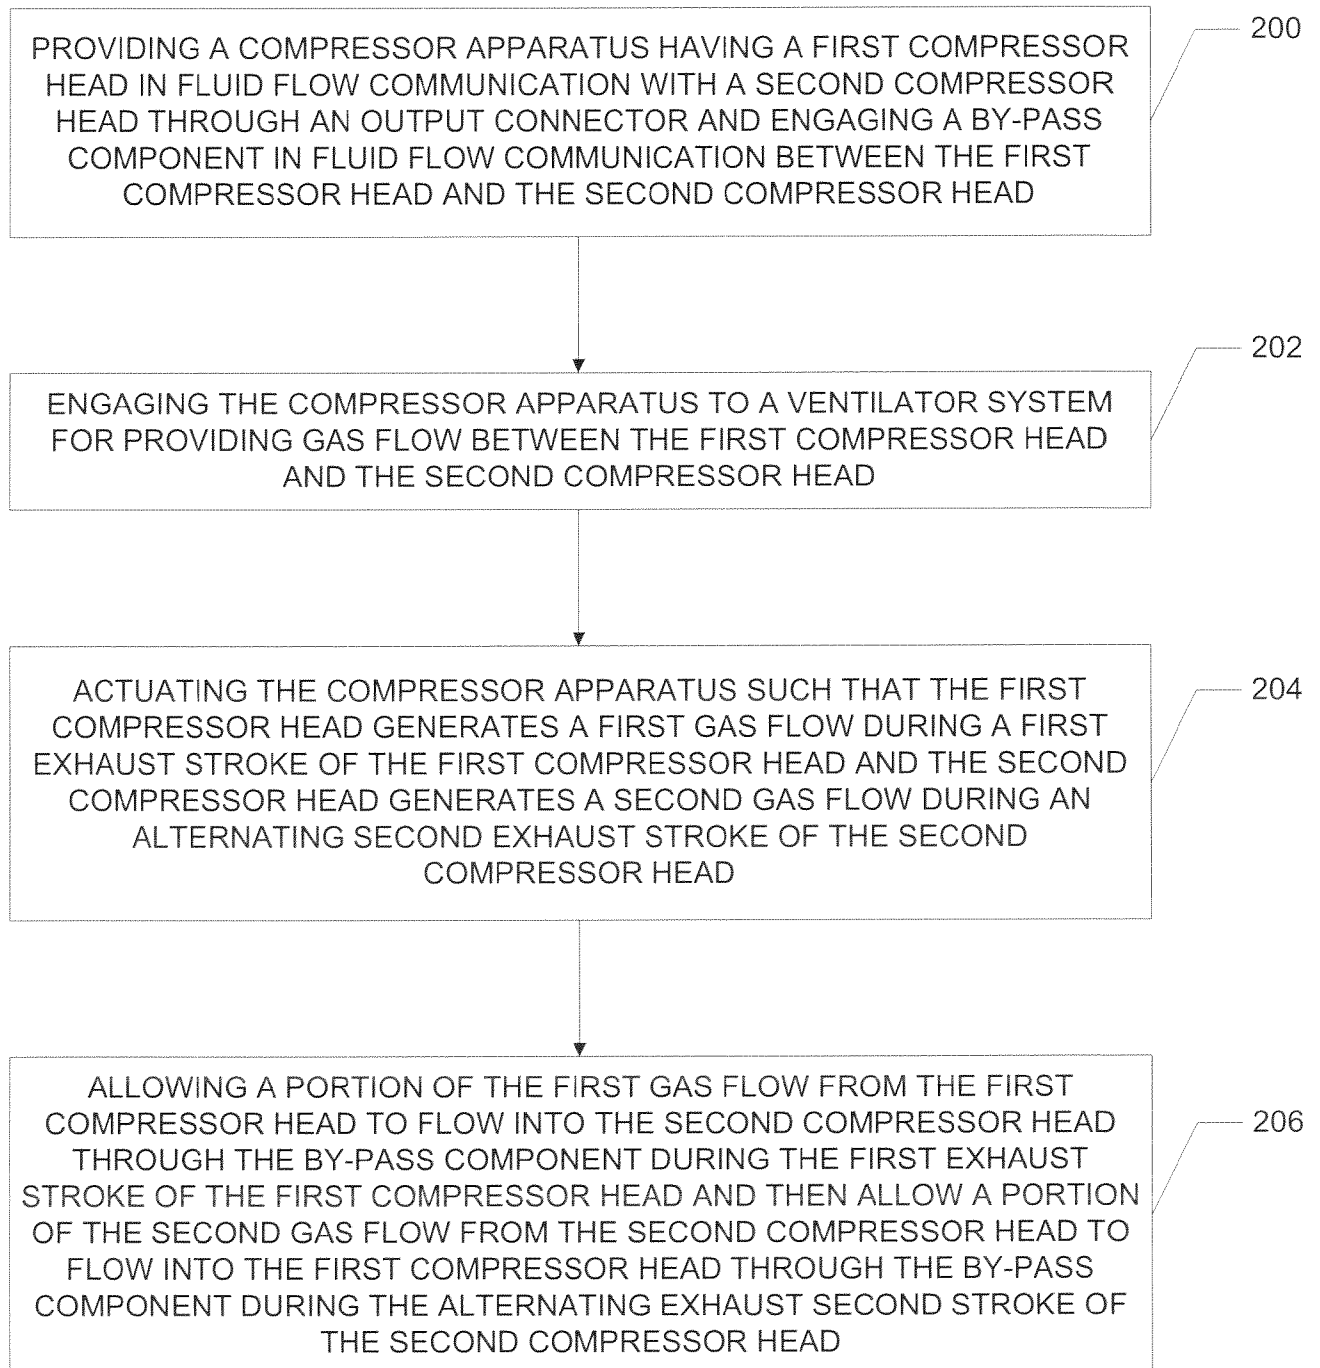 PROVIDING A COMPRESSOR APPARATUS HAVING A FIRST COMPRESSOR
HEAD IN FLUID FLOW COMMUNICATION WITH A SECOND COMPRESSOR
HEAD THROUGH AN OUTPUT CONNECTOR AND ENGAGING A BY-PASS
COMPONENT IN FLUID FLOW COMMUNICATION BETWEEN THE FIRST
COMPRESSOR HEAD AND THE SECOND COMPRESSOR HEAD
200
ENGAGING THE COMPRESSOR APPARATUS TO A VENTILATOR SYSTEM
FOR PROVIDING GAS FLOW BETWEEN THE FIRST COMPRESSOR HEAD
AND THE SECOND COMPRESSOR HEAD
202
ACTUATING THE COMPRESSOR APPARATUS SUCH THAT THE FIRST
COMPRESSOR HEAD GENERATES A FIRST GAS FLOW DURING A FIRST
EXHAUST STROKE OF THE FIRST COMPRESSOR HEAD AND THE SECOND
COMPRESSOR HEAD GENERATES A SECOND GAS FLOW DURING AN
ALTERNATING SECOND EXHAUST STROKE OF THE SECOND
COMPRESSOR HEAD
204
ALLOWING A PORTION OF THE FIRST GAS FLOW FROM THE FIRST
COMPRESSOR HEAD TO FLOW INTO THE SECOND COMPRESSOR HEAD
THROUGH THE BY-PASS COMPONENT DURING THE FIRST EXHAUST
STROKE OF THE FIRST COMPRESSOR HEAD AND THEN ALLOW A PORTION
OF THE SECOND GAS FLOW FROM THE SECOND COMPRESSOR HEAD TO
FLOW INTO THE FIRST COMPRESSOR HEAD THROUGH THE BY-PASS
COMPONENT DURING THE ALTERNATING EXHAUST SECOND STROKE OF
THE SECOND COMPRESSOR HEAD
206